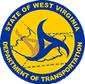 STATE OF WEST VIRGINIA
DEPARTMENT OF TRANSPORTATION